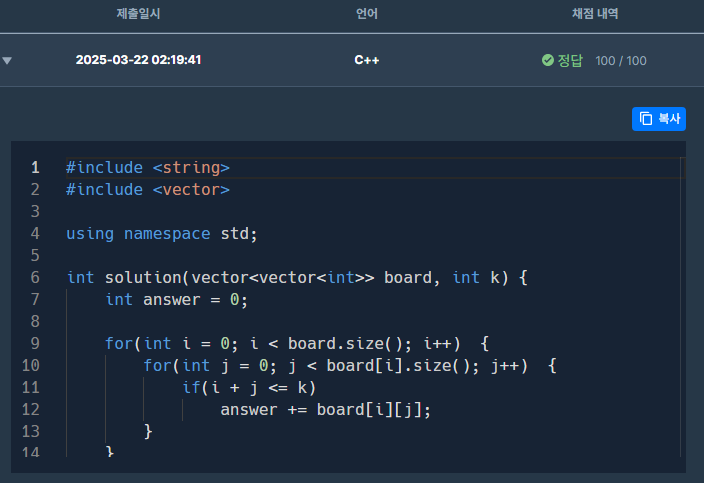 제출일시 언어 채점 내역
2025-03-22 02:19:41 C++ 정답 100 / 100
복사
1 #include <string>
2 #include <vector>
3
4 using namespace std;
5
6 int solution(vector<vector<int>> board, int k) {
7     int answer = 0;
8
9     for(int i = 0; i < board.size(); i++)  {
10         for(int j = 0; j < board[i].size(); j++)  {
11             if(i + j <= k)
12                 answer += board[i][j];
13         }
14     }